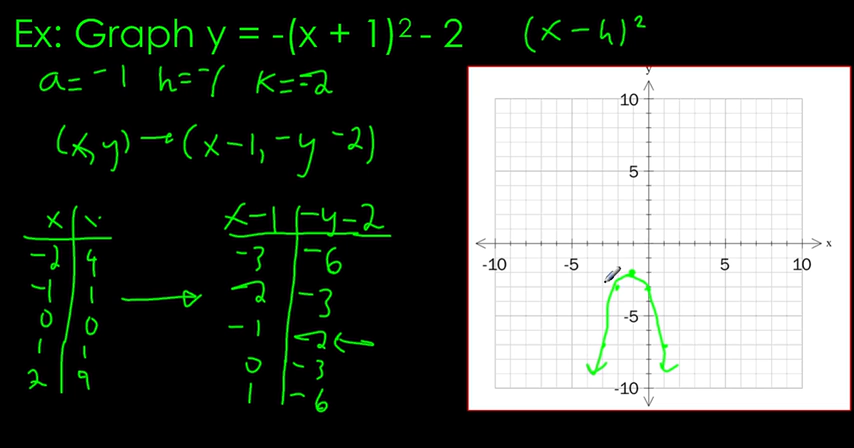 Ex: Graph y = -(x + 1)² - 2 (x - h)²
a = -1 h = -1 k = -2
(x, y) → (x-1, -y-2)
x y x-1 -y-2
-2 4 -3 -6
-1 1 -2 -3
0 0 -1 -2
1 1 0 -3
2 9 1 -6
y
10
5
-10 -5 5 10 x
-5
-10